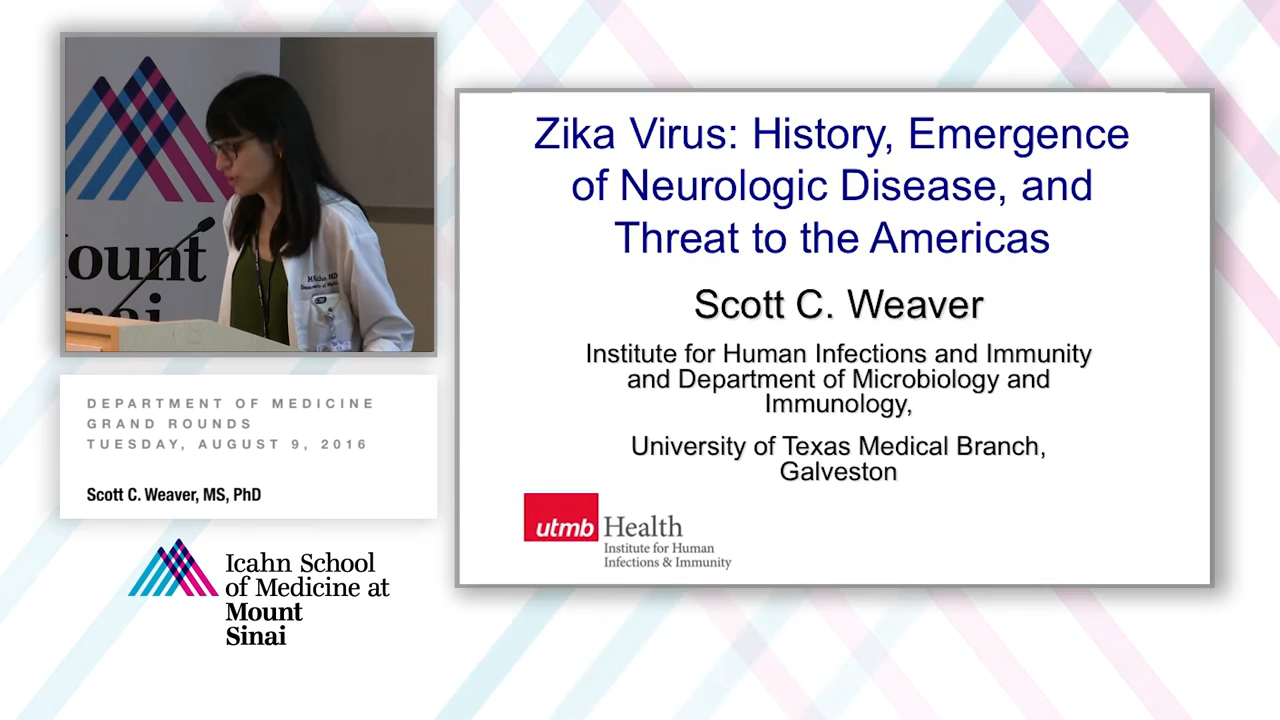 Mount
Sinai
DEPARTMENT OF MEDICINE
GRAND ROUNDS
TUESDAY, AUGUST 9, 2016
Scott C. Weaver, MS, PhD
Icahn School
of Medicine at
Mount
Sinai
Zika Virus: History, Emergence
of Neurologic Disease, and
Threat to the Americas
Scott C. Weaver
Institute for Human Infections and Immunity
and Department of Microbiology and
Immunology,
University of Texas Medical Branch,
Galveston
utmb Health
Institute for Human
Infections & Immunity